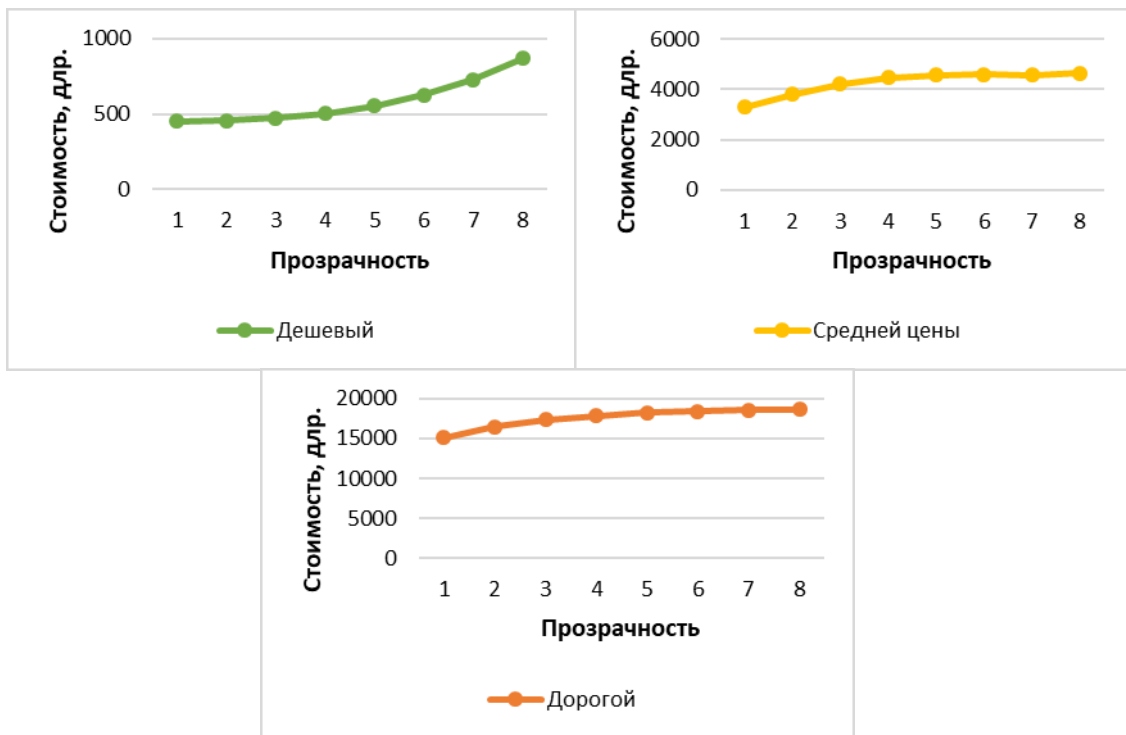 1000
500
0
Стоимость, длр.
1 2 3 4 5 6 7 8
Прозрачность
Дешевый
6000
4000
2000
0
Стоимость, длр.
1 2 3 4 5 6 7 8
Прозрачность
Средней цены
20000
15000
10000
5000
0
Стоимость, длр.
1 2 3 4 5 6 7 8
Прозрачность
Дорогой